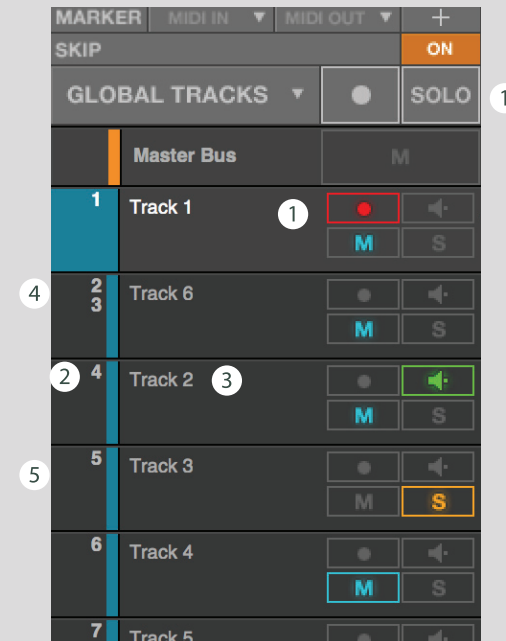 MARKER MIDI IN ▼ MIDI OUT ▼ +
SKIP ON
GLOBAL TRACKS ▼ SOLO
1
Master Bus M
1 Track 1 1
M S
4 2 Track 6
3
M S
2 4 Track 2 3
M S
5 Track 3
5
M S
6 Track 4
M S
7 Track 5